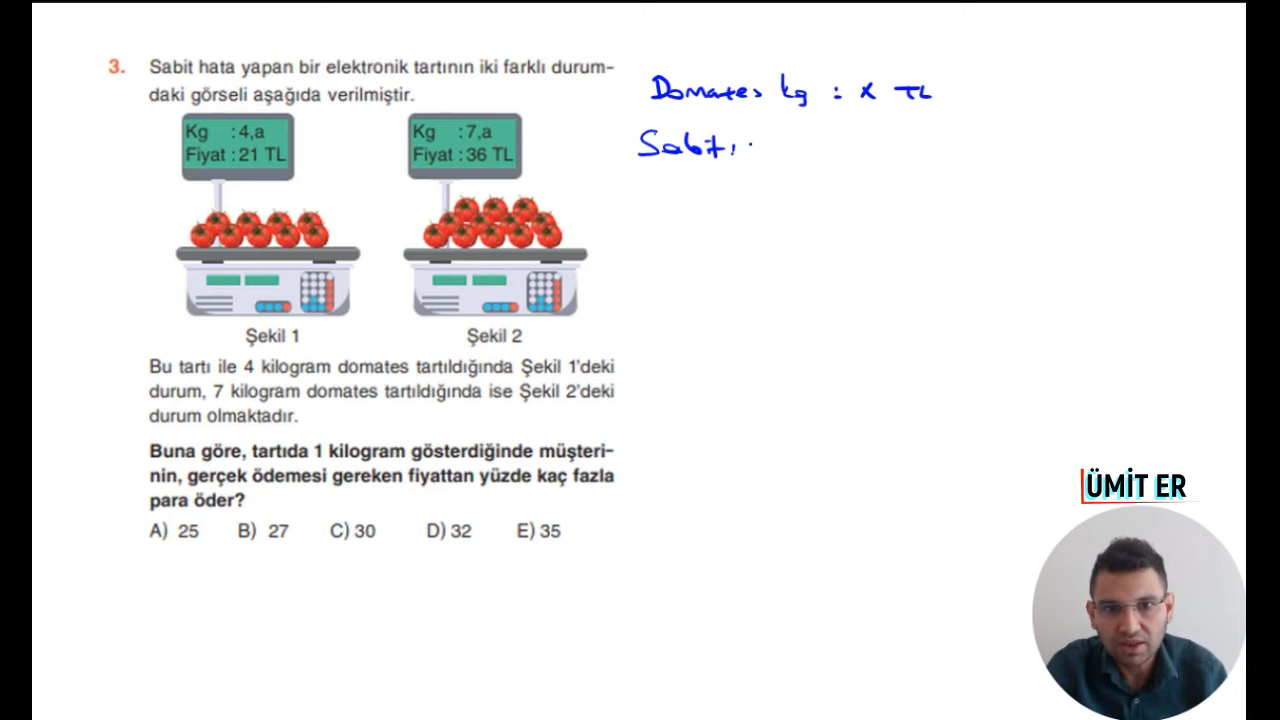 3. Sabit hata yapan bir elektronik tartının iki farklı durum-
daki görseli aşağıda verilmiştir.
Kg : 4,a
Fiyat : 21 TL
Kg : 7,a
Fiyat : 36 TL
Şekil 1
Şekil 2
Bu tartı ile 4 kilogram domates tartıldığında Şekil 1'deki
durum, 7 kilogram domates tartıldığında ise Şekil 2'deki
durum olmaktadır.
Buna göre, tartıda 1 kilogram gösterdiğinde müşteri-
nin, gerçek ödemesi gereken fiyattan yüzde kaç fazla
para öder?
A) 25 B) 27 C) 30 D) 32 E) 35
Domates kg : x TL
Sabit :
ÜMİT ER